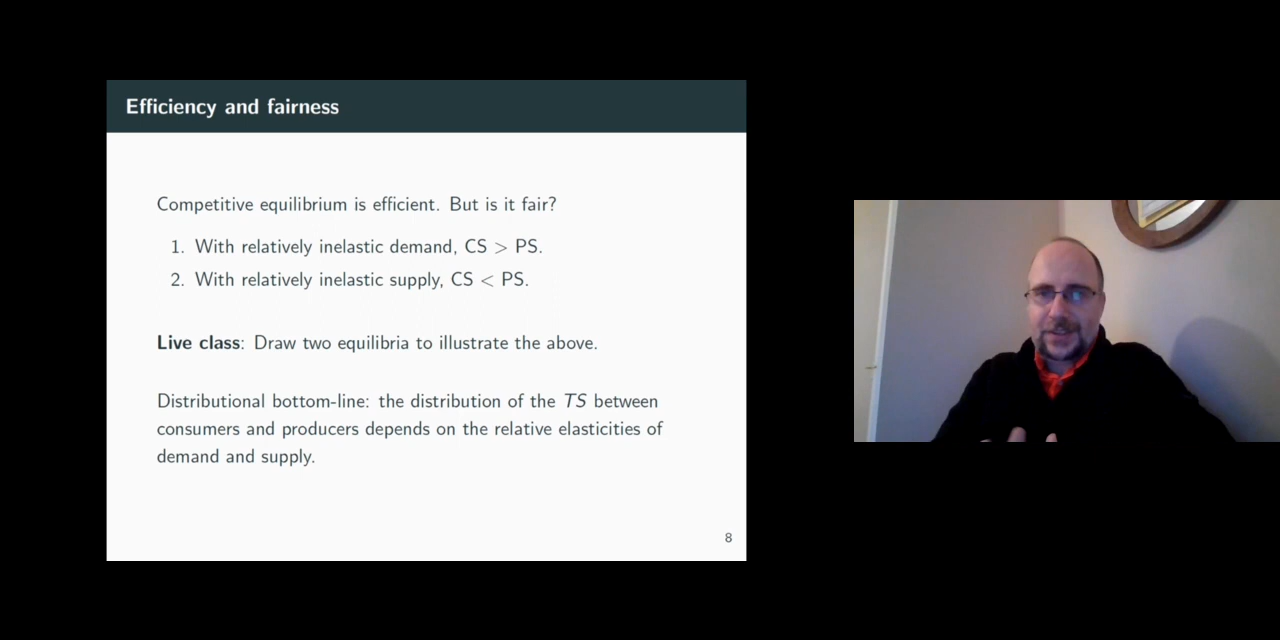 Efficiency and fairness
Competitive equilibrium is efficient. But is it fair?
1. With relatively inelastic demand, CS > PS.
2. With relatively inelastic supply, CS < PS.
Live class: Draw two equilibria to illustrate the above.
Distributional bottom-line: the distribution of the TS between
consumers and producers depends on the relative elasticities of
demand and supply.
8